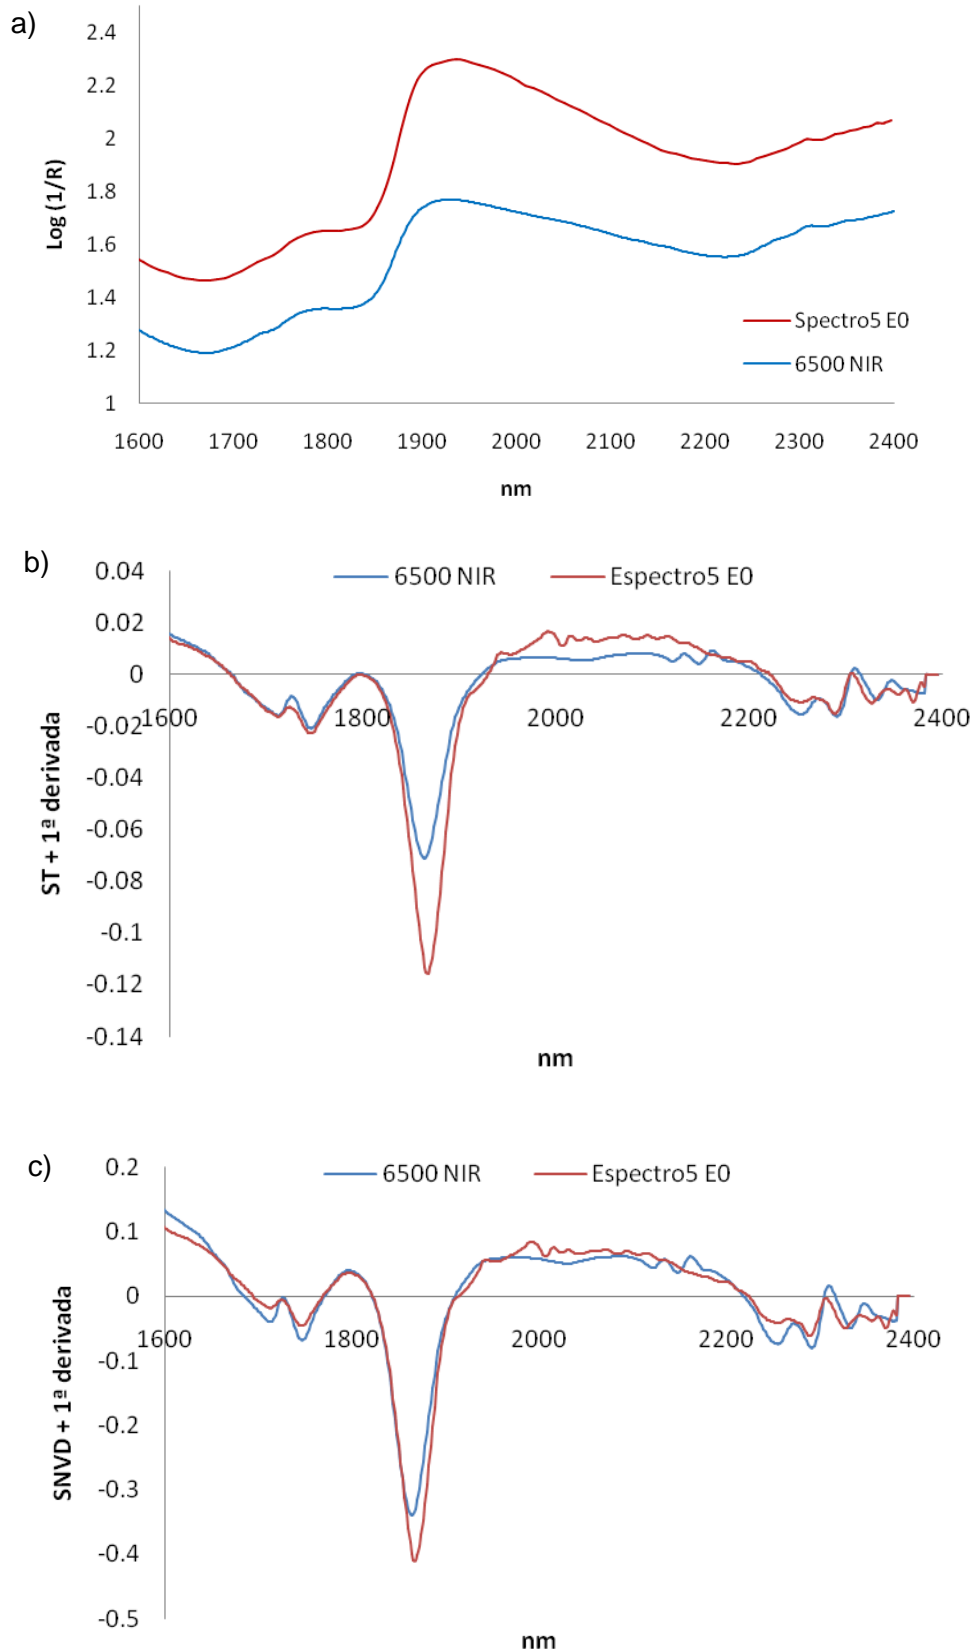 a)
2.4
2.2
2
1.8
1.6
1.4
1.2
1
Log (1/R)
Spectro5 E0
6500 NIR
1600 1700 1800 1900 2000 2100 2200 2300 2400
nm
b)
6500 NIR Espectro5 E0
0.04
0.02
0
-0.02
-0.04
-0.06
-0.08
-0.1
-0.12
-0.14
ST + 1ª derivada
1600 1800 2000 2200 2400
nm
c)
6500 NIR Espectro5 E0
0.2
0.1
0
-0.1
-0.2
-0.3
-0.4
-0.5
SNVD + 1ª derivada
1600 1800 2000 2200 2400
nm